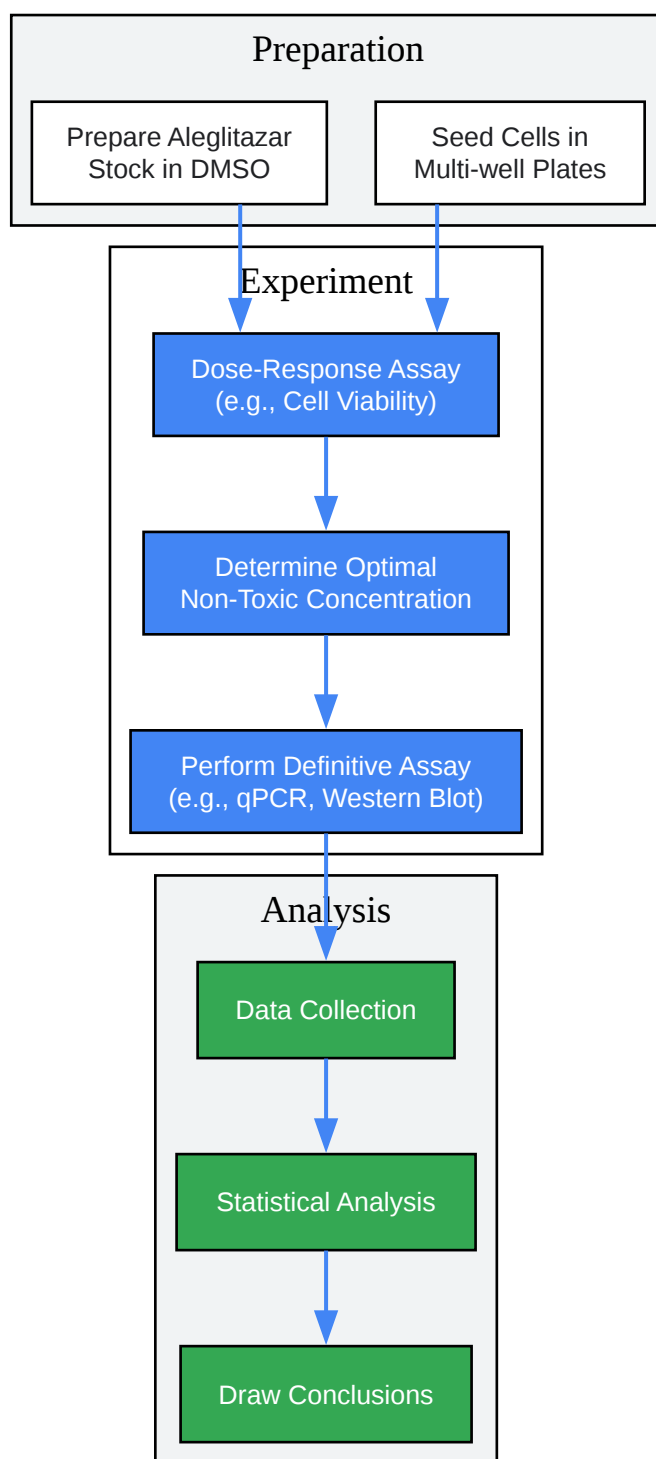 Preparation
Prepare Aleglitazar
Stock in DMSO
Seed Cells in
Multi-well Plates
Experiment
Dose-Response Assay
(e.g., Cell Viability)
Determine Optimal
Non-Toxic Concentration
Perform Definitive Assay
(e.g., qPCR, Western Blot)
Analysis
Data Collection
Statistical Analysis
Draw Conclusions